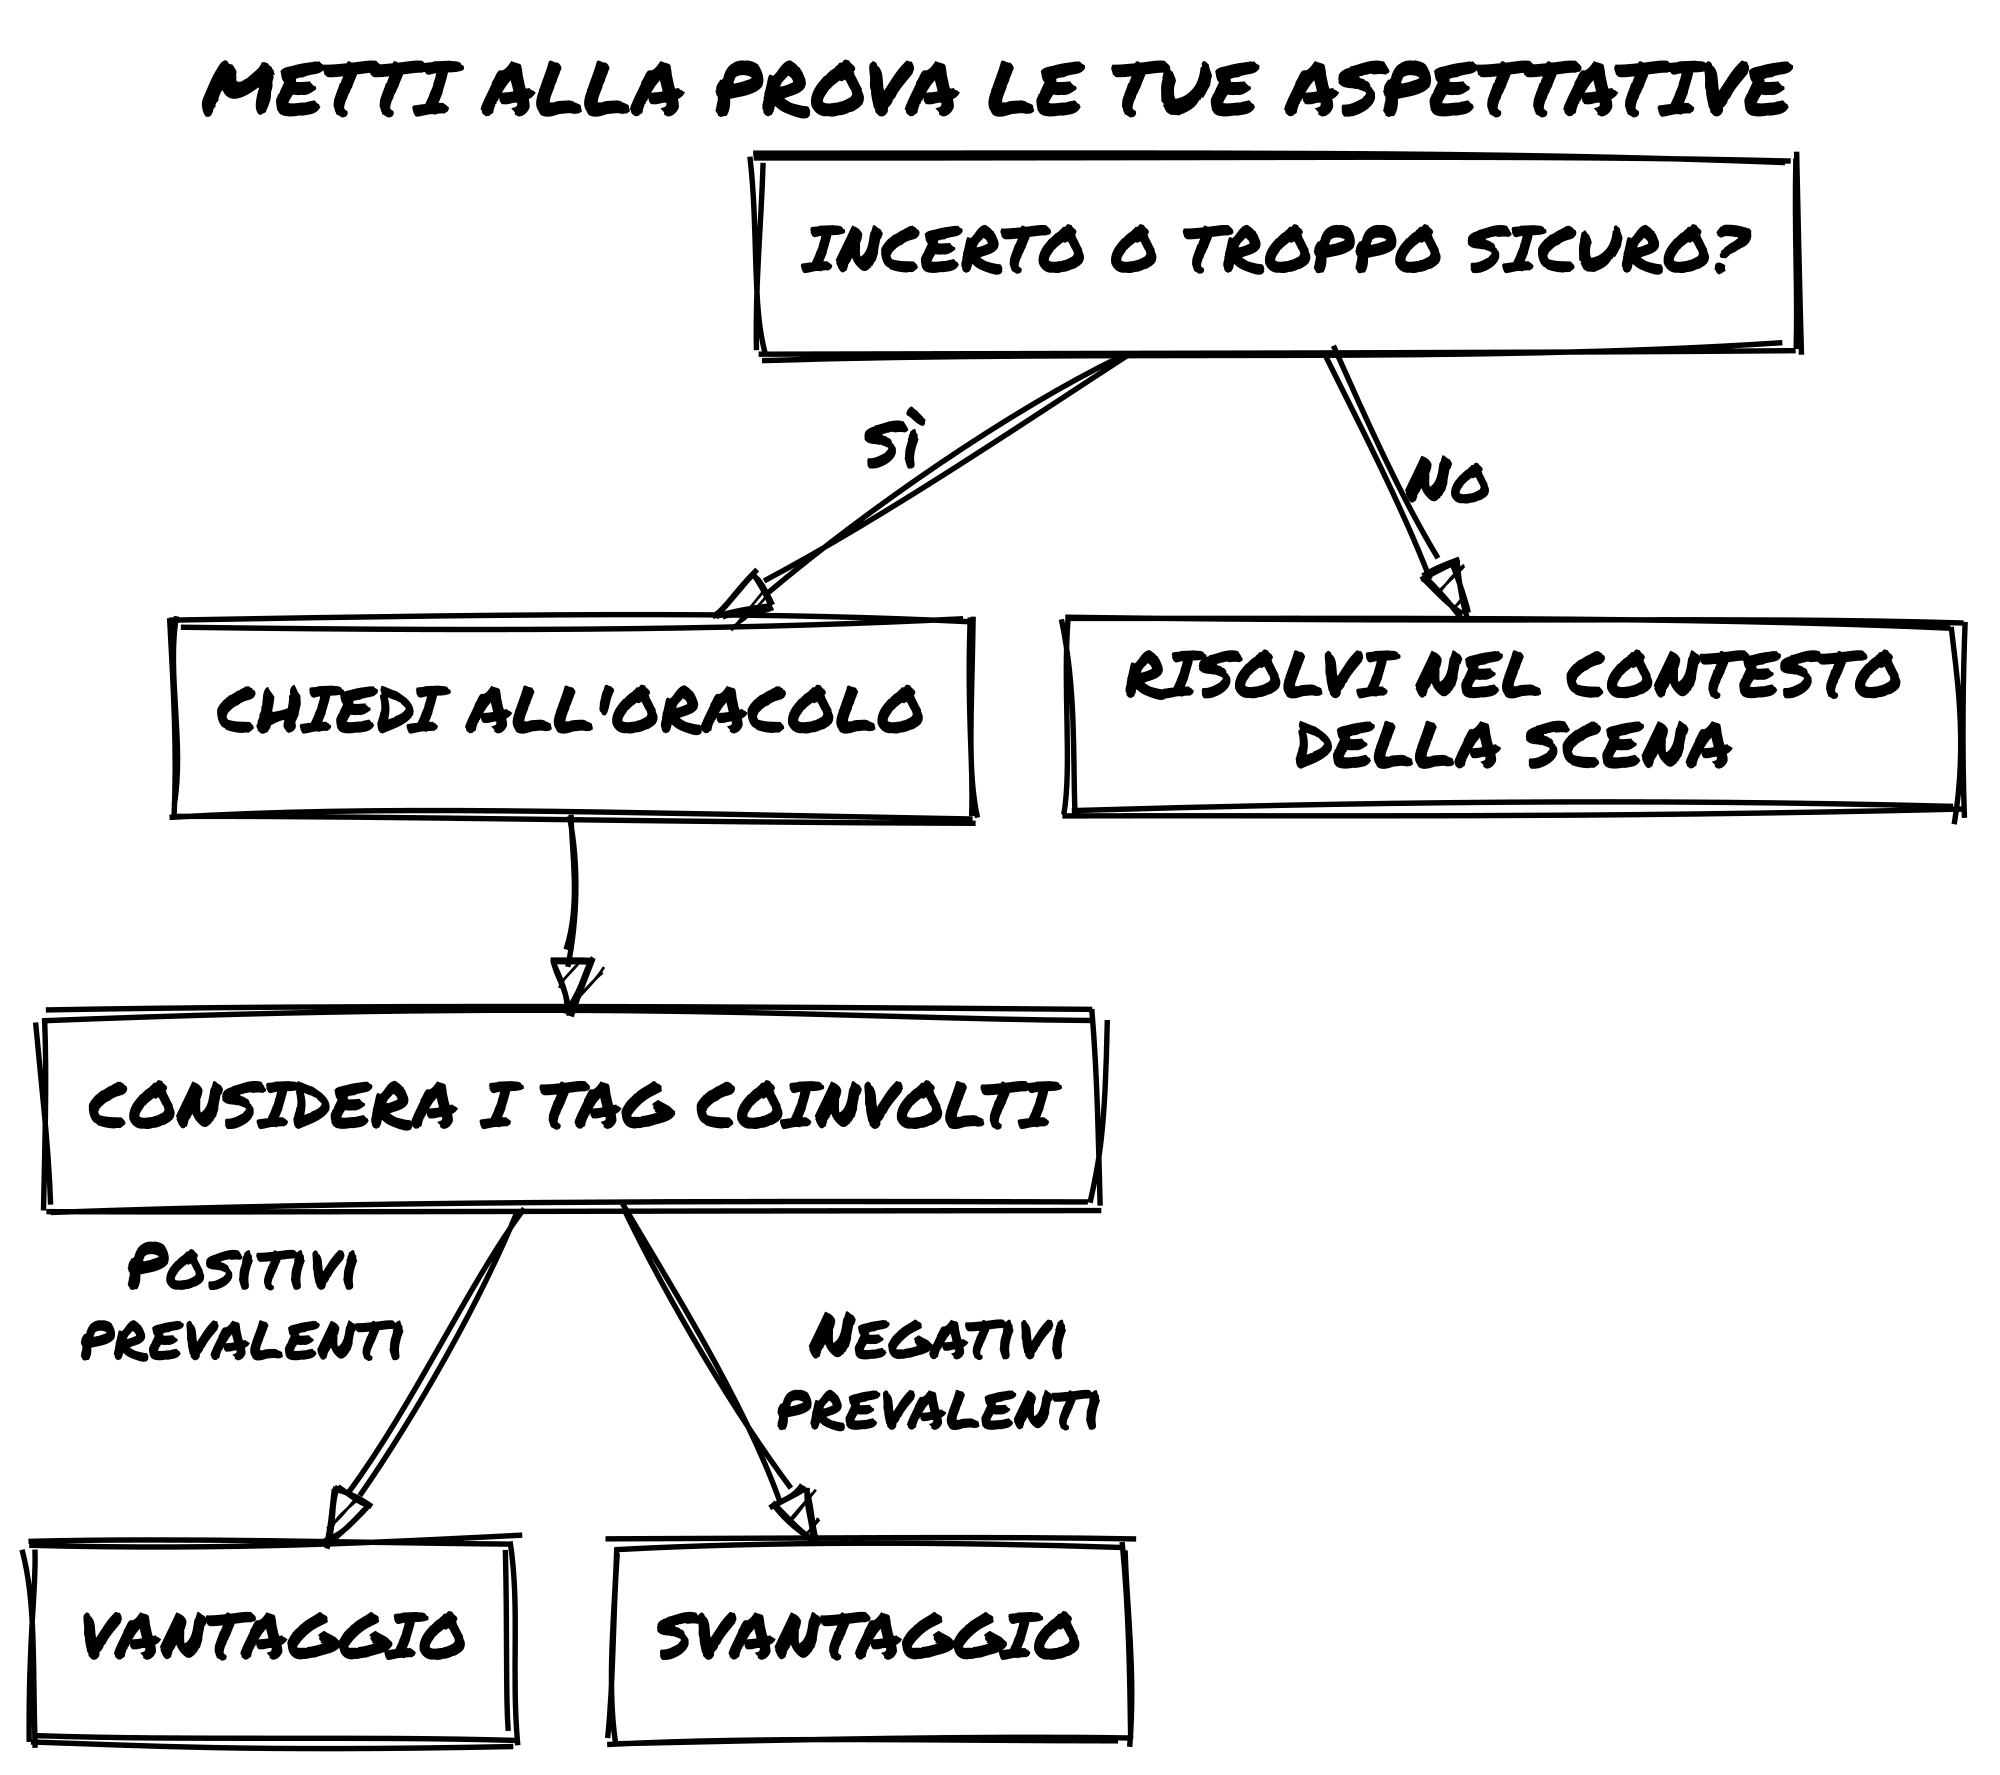 METTI ALLA PROVA LE TUE ASPETTATIVE
INCERTO O TROPPO SICURO?
SÌ
NO
CHIEDI ALL'ORACOLO
RISOLVI NEL CONTESTO
DELLA SCENA
CONSIDERA I TAG COINVOLTI
POSITIVI
PREVALENTI
NEGATIVI
PREVALENTI
VANTAGGIO
SVANTAGGIO